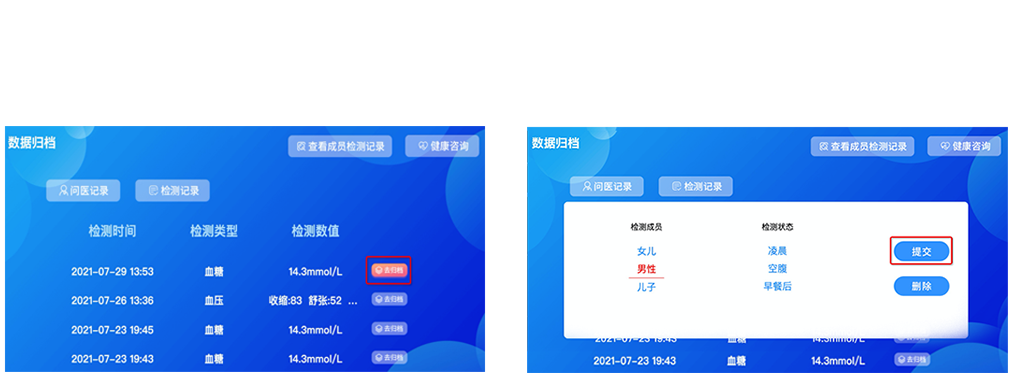 数据归档
查看成员检测记录 健康咨询
问医记录 检测记录
检测时间 检测类型 检测数值
2021-07-29 13:53 血糖 14.3mmol/L 去归档
2021-07-26 13:36 血压 收缩:83 舒张:52 ... 去归档
2021-07-23 19:45 血糖 14.3mmol/L 去归档
2021-07-23 19:43 血糖 14.3mmol/L 去归档
数据归档
查看成员检测记录 健康咨询
问医记录 检测记录
检测成员 检测状态
女儿 凌晨 提交
男性 空腹
儿子 早餐后 删除
2021-07-23 19:45 血糖 14.3mmol/L 去归档
2021-07-23 19:43 血糖 14.3mmol/L 去归档